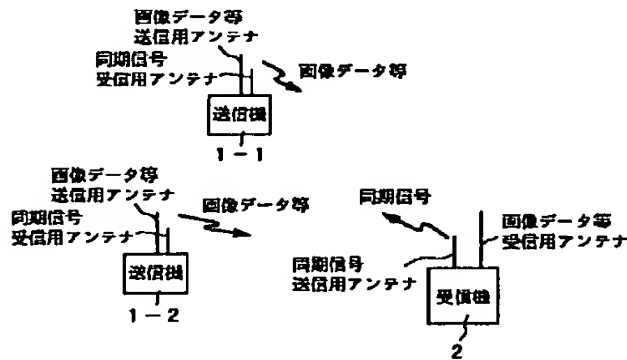 画像データ等
送信用アンテナ
同期信号
受信用アンテナ
画像データ等
送信機
1-1
画像データ等
送信用アンテナ
同期信号
受信用アンテナ
画像データ等
送信機
1-2
同期信号
画像データ等
受信用アンテナ
同期信号
送信用アンテナ
受信機
2